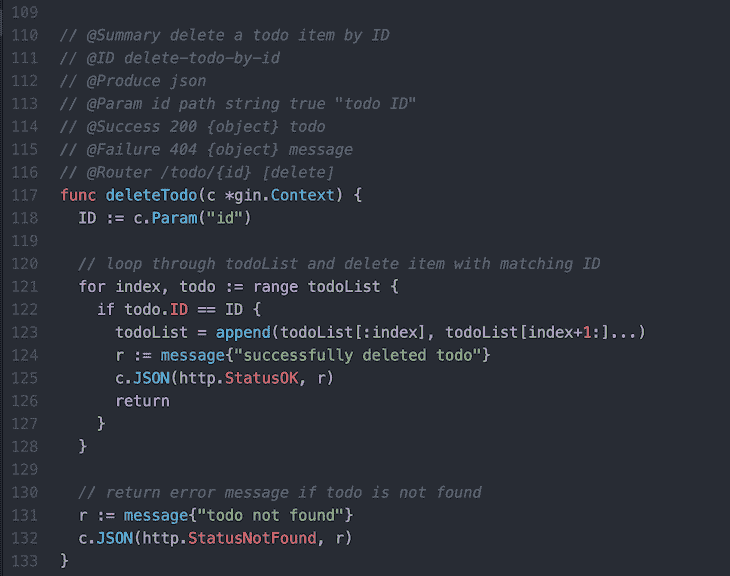 109
110 // @Summary delete a todo item by ID
111 // @ID delete-todo-by-id
112 // @Produce json
113 // @Param id path string true "todo ID"
114 // @Success 200 {object} todo
115 // @Failure 404 {object} message
116 // @Router /todo/{id} [delete]
117 func deleteTodo(c *gin.Context) {
118   ID := c.Param("id")
119
120   // loop through todoList and delete item with matching ID
121   for index, todo := range todoList {
122     if todo.ID == ID {
123       todoList = append(todoList[:index], todoList[index+1:]...)
124       r := message{"successfully deleted todo"}
125       c.JSON(http.StatusOK, r)
126       return
127     }
128   }
129
130   // return error message if todo is not found
131   r := message{"todo not found"}
132   c.JSON(http.StatusNotFound, r)
133 }